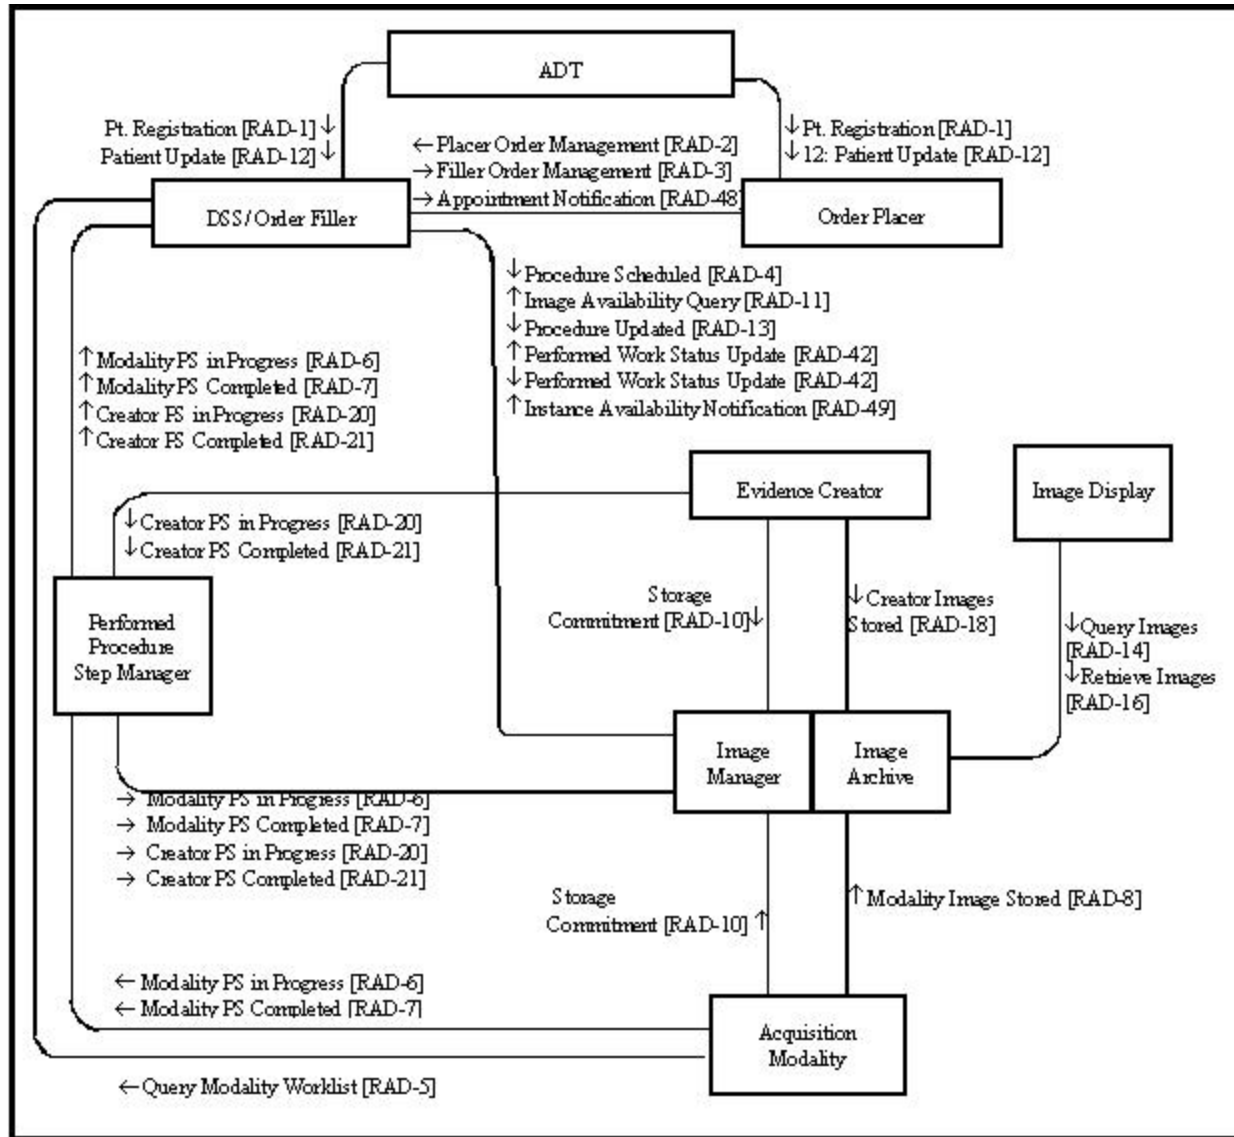 ADT
Pt. Registration [RAD-1] ↓
Patient Update [RAD-12] ↓
← Placer Order Management [RAD-2]
→ Filler Order Management [RAD-3]
→ Appointment Notification [RAD-48]
↓ Pt. Registration [RAD-1]
↓ 12: Patient Update [RAD-12]
DSS/Order Filler
Order Placer
↓ Procedure Scheduled [RAD-4]
↑ Image Availability Query [RAD-11]
↓ Procedure Updated [RAD-13]
↑ Performed Work Status Update [RAD-42]
↓ Performed Work Status Update [RAD-42]
↑ Instance Availability Notification [RAD-49]
↑ Modality PS in Progress [RAD-6]
↑ Modality PS Completed [RAD-7]
↑ Creator PS in Progress [RAD-20]
↑ Creator PS Completed [RAD-21]
Evidence Creator
Image Display
↓ Creator PS in Progress [RAD-20]
↓ Creator PS Completed [RAD-21]
Performed
Procedure
Step Manager
Storage
Commitment [RAD-10] ↓
↓ Creator Images
Stored [RAD-18]
↓ Query Images
[RAD-14]
↓ Retrieve Images
[RAD-16]
Image
Manager
Image
Archive
→ Modality PS in Progress [RAD-6]
→ Modality PS Completed [RAD-7]
→ Creator PS in Progress [RAD-20]
→ Creator PS Completed [RAD-21]
Storage
Commitment [RAD-10] ↑
↑ Modality Image Stored [RAD-8]
← Modality PS in Progress [RAD-6]
← Modality PS Completed [RAD-7]
Acquisition
Modality
← Query Modality Worklist [RAD-5]